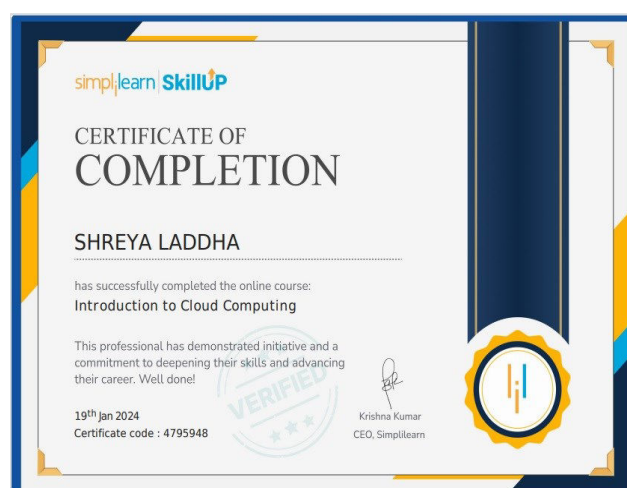 simplilearn | SkillUP
CERTIFICATE OF
COMPLETION
SHREYA LADDHA
has successfully completed the online course:
Introduction to Cloud Computing
This professional has demonstrated initiative and a
commitment to deepening their skills and advancing
their career. Well done!
VERIFIED
19th Jan 2024
Certificate code : 4795948
Krishna Kumar
CEO, Simplilearn